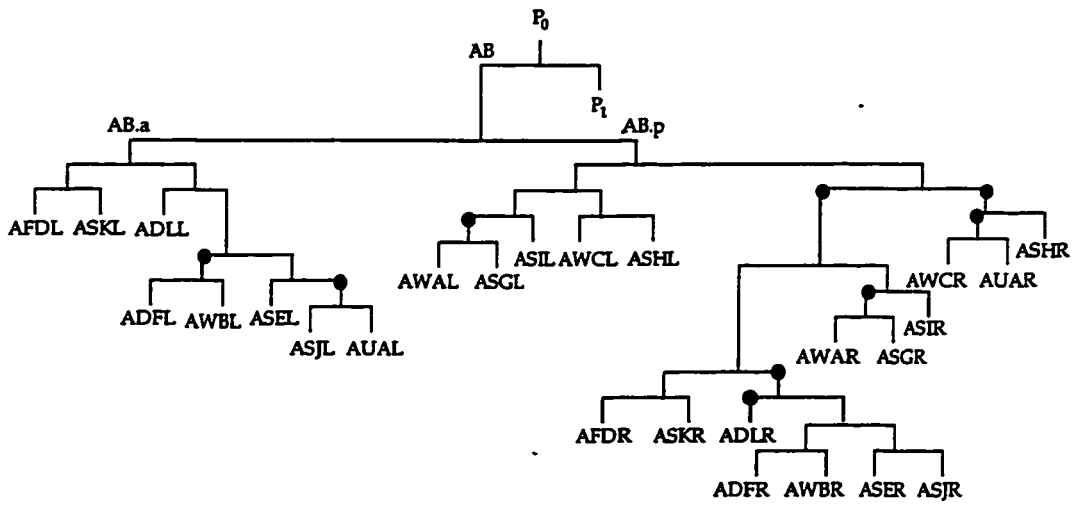 P0
AB
P1
AB.a AB.p
AFDL ASKL ADLL
ASHR
ASIL AWCL ASHL
AWAL ASGL
AWCR AUAR
ADFL AWBL ASEL
ASIR
ASJL AUAL
AWAR ASGR
AFDR ASKR ADLR
ADFR AWBR ASER ASJR